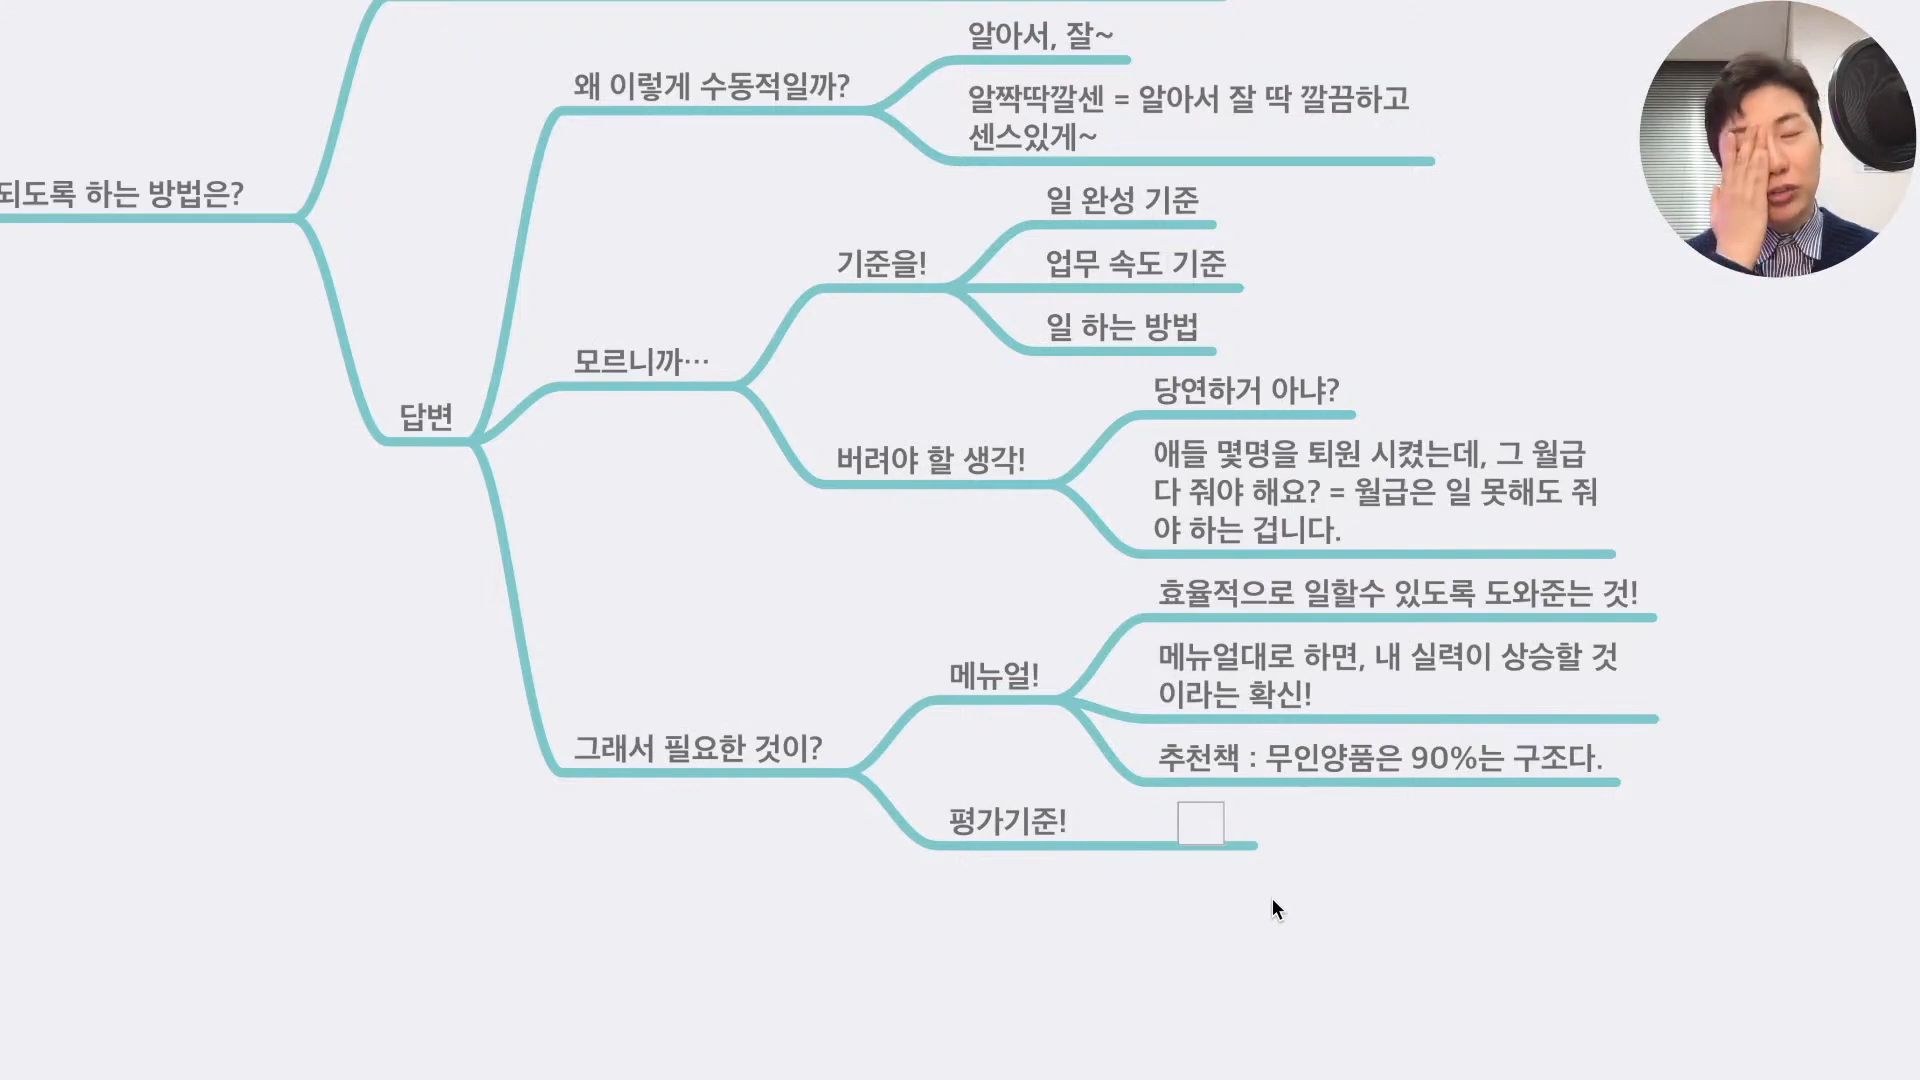 되도록 하는 방법은?
답변
왜 이렇게 수동적일까?
알아서, 잘~
알짝딱깔센 = 알아서 잘 딱 깔끔하고
센스있게~
모르니까…
기준을!
일 완성 기준
업무 속도 기준
일 하는 방법
버려야 할 생각!
당연하거 아냐?
애들 몇명을 퇴원 시켰는데, 그 월급
다 줘야 해요? = 월급은 일 못해도 줘
야 하는 겁니다.
그래서 필요한 것이?
메뉴얼!
효율적으로 일할수 있도록 도와준는 것!
메뉴얼대로 하면, 내 실력이 상승할 것
이라는 확신!
추천책 : 무인양품은 90%는 구조다.
평가기준!